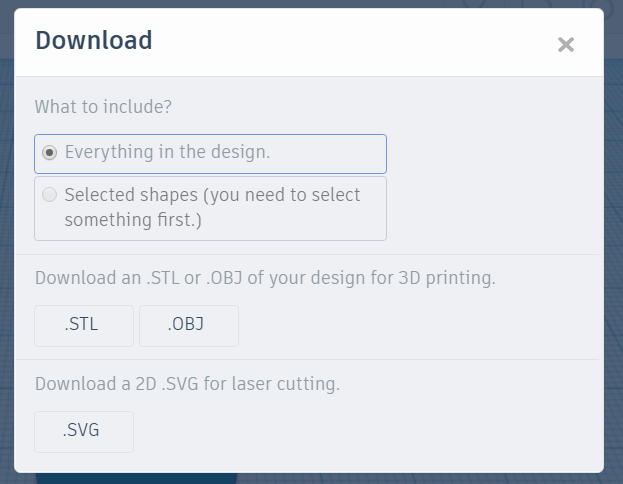 Download
What to include?
Everything in the design.
Selected shapes (you need to select
something first.)
Download an .STL or .OBJ of your design for 3D printing.
.STL .OBJ
Download a 2D .SVG for laser cutting.
.SVG